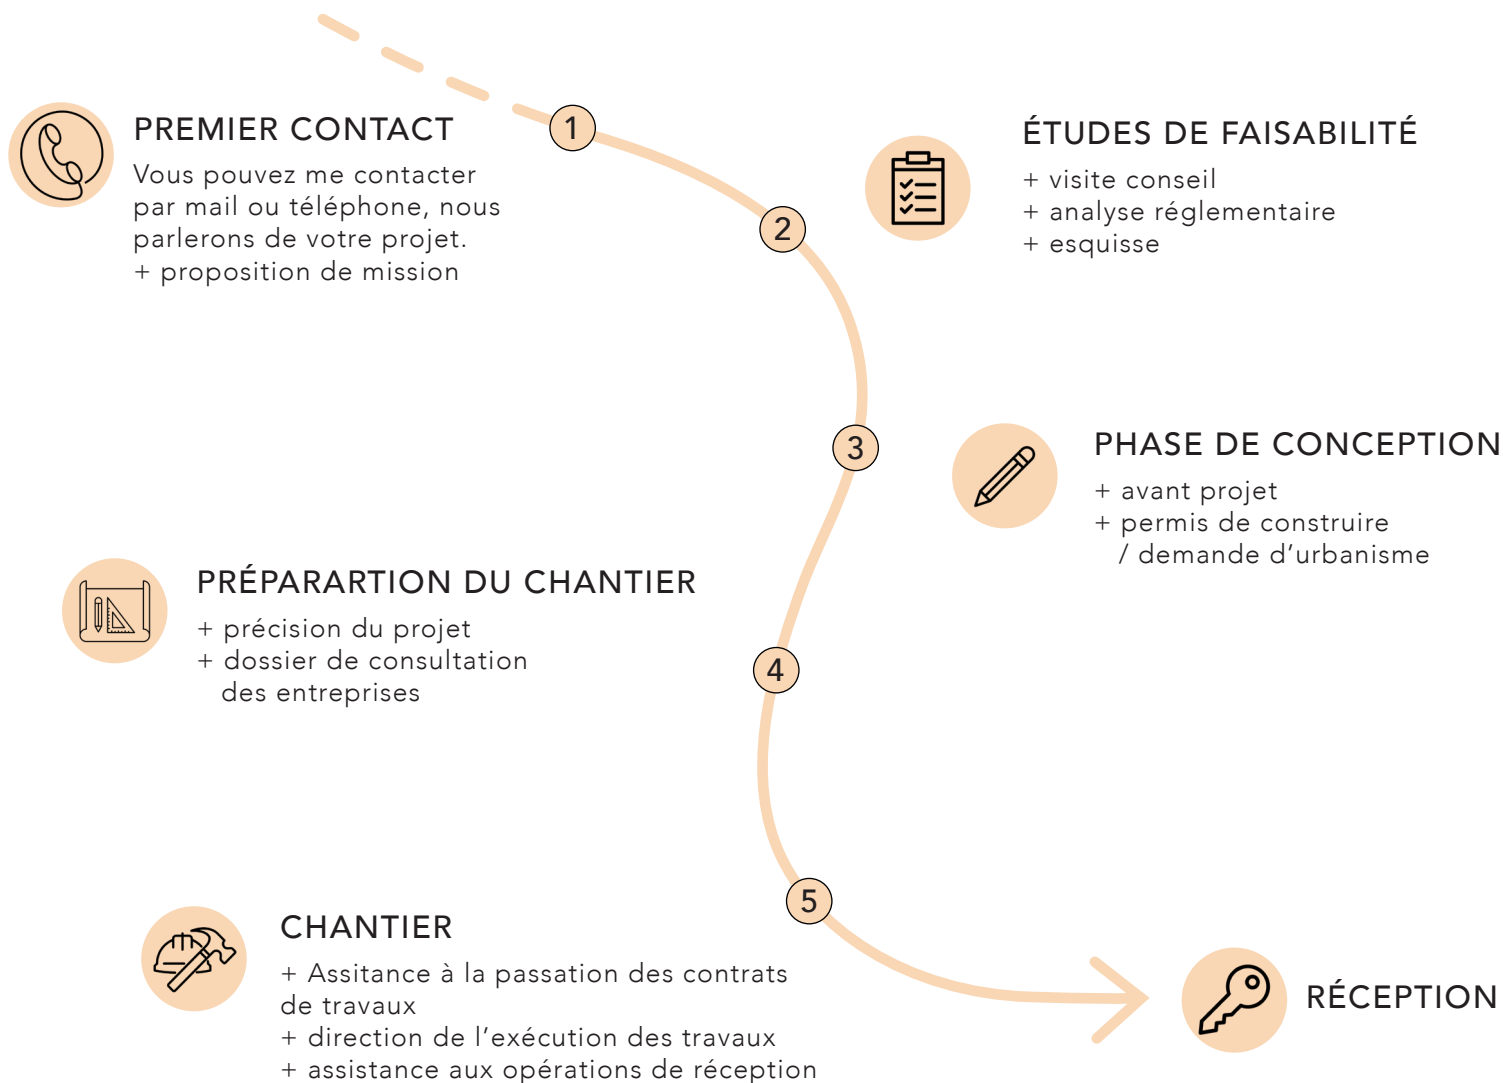 1
PREMIER CONTACT
Vous pouvez me contacter
par mail ou téléphone, nous
parlerons de votre projet.
+ proposition de mission
2
ÉTUDES DE FAISABILITÉ
+ visite conseil
+ analyse réglementaire
+ esquisse
3
PHASE DE CONCEPTION
+ avant projet
+ permis de construire
/ demande d’urbanisme
4
PRÉPARARTION DU CHANTIER
+ précision du projet
+ dossier de consultation
des entreprises
5
CHANTIER
+ Assitance à la passation des contrats
de travaux
+ direction de l’exécution des travaux
+ assistance aux opérations de réception
RÉCEPTION